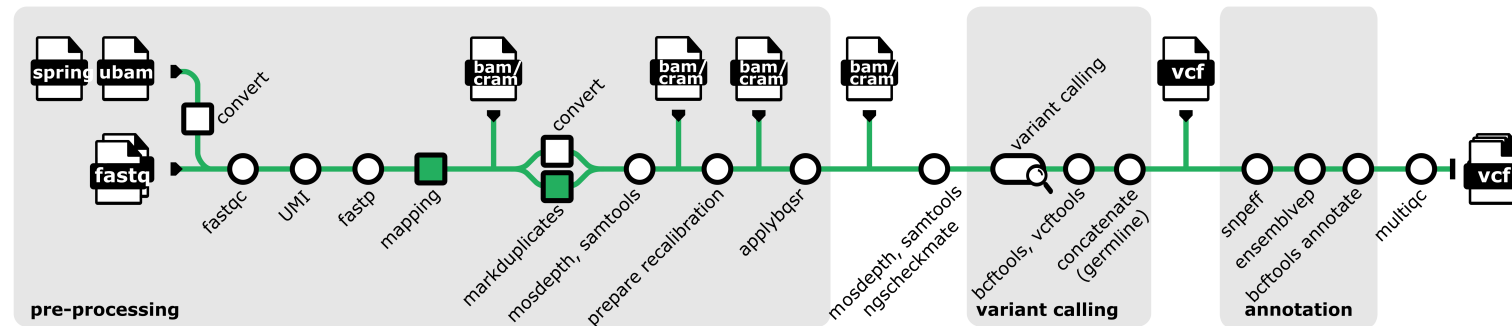 spring
ubam
convert
fastq
fastqc
UMI
fastp
mapping
bam/
cram
convert
markduplicates
mosdepth, samtools
bam/
cram
prepare recalibration
bam/
cram
applybqsr
bam/
cram
mosdepth, samtools
ngscheckmate
variant calling
bcftools, vcftools
concatenate
(germline)
vcf
snpeff
ensemblvep
bcftools annotate
multiqc
vcf
pre-processing
variant calling
annotation